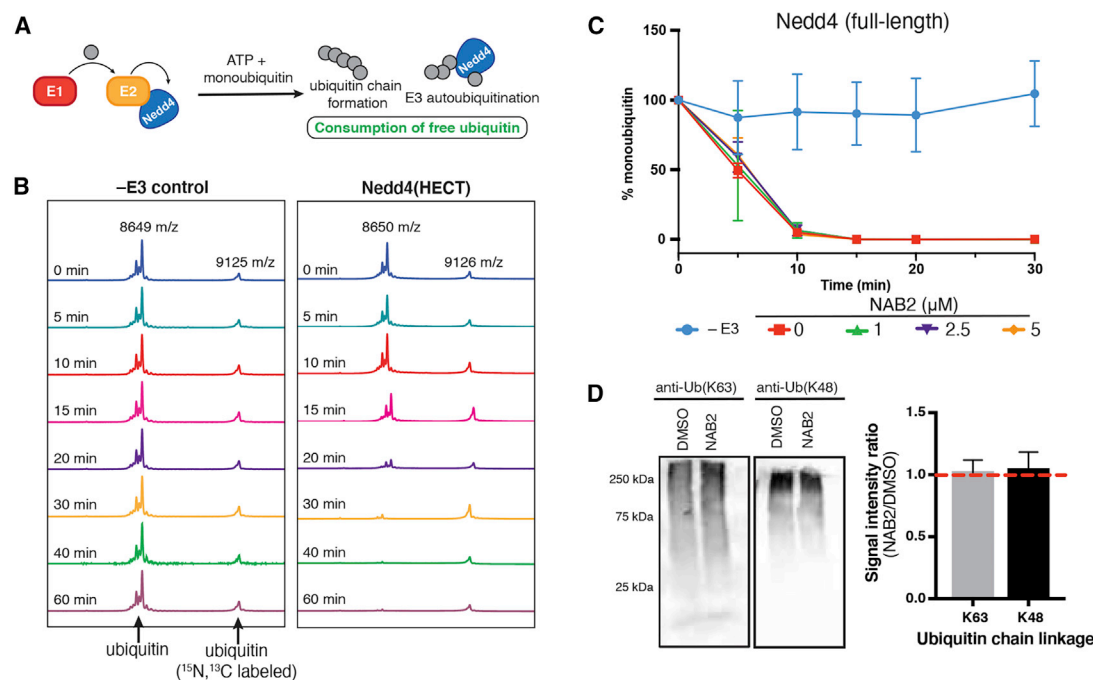 A
E1
E2
Nedd4
ATP +
monoubiquitin
ubiquitin chain
formation
Nedd4
E3 autoubiquitination
Consumption of free ubiquitin
B
–E3 control
8649 m/z
9125 m/z
0 min
5 min
10 min
15 min
20 min
30 min
40 min
60 min
ubiquitin
ubiquitin
(15N,13C labeled)
Nedd4(HECT)
8650 m/z
9126 m/z
0 min
5 min
10 min
15 min
20 min
30 min
40 min
60 min
C
Nedd4 (full-length)
% monoubiquitin
150
100
50
0
0
5
10
15
20
30
Time (min)
NAB2 (μM)
– E3
0
1
2.5
5
D
anti-Ub(K63)
anti-Ub(K48)
DMSO
NAB2
DMSO
NAB2
250 kDa
75 kDa
25 kDa
Signal intensity ratio
(NAB2/DMSO)
1.5
1.0
0.5
0.0
K63
K48
Ubiquitin chain linkage